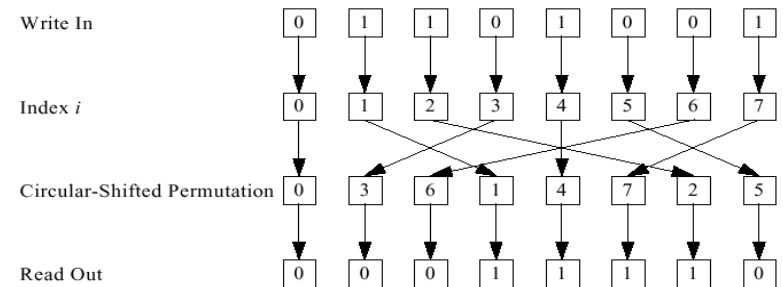 Write In 0 1 1 0 1 0 0 1
Index i 0 1 2 3 4 5 6 7
Circular-Shifted Permutation 0 3 6 1 4 7 2 5
Read Out 0 0 0 1 1 1 1 0